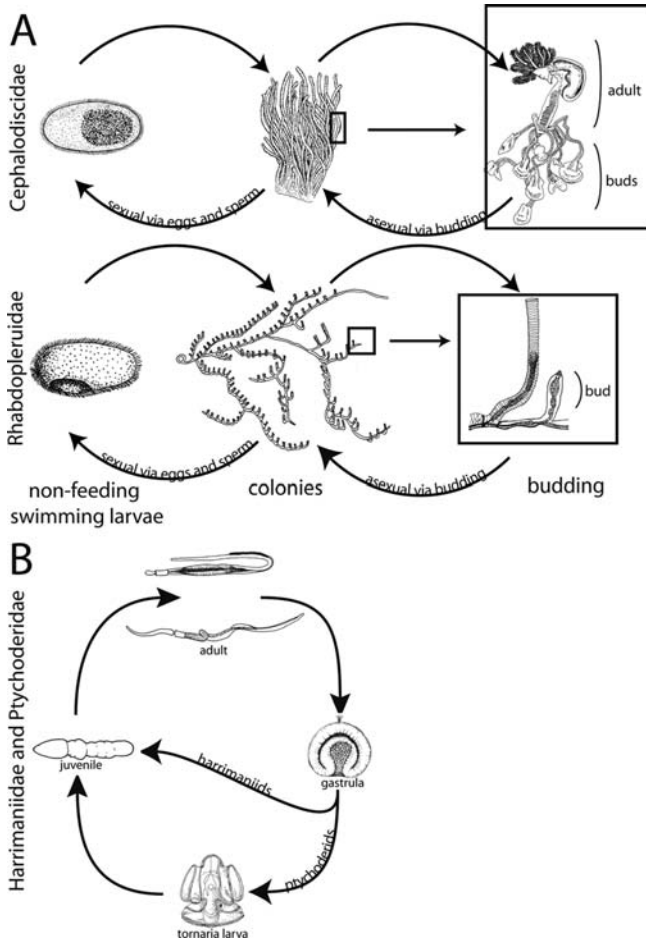 A
Cephalodiscidae
sexual via eggs and sperm
asexual via budding
adult
buds
Rhabdopleruidae
sexual via eggs and sperm
asexual via budding
bud
non-feeding
swimming larvae
colonies
budding
B
Harrimaniidae and Ptychoderidae
adult
juvenile
harrimaniids
gastrula
ptychoderids
tornaria larva